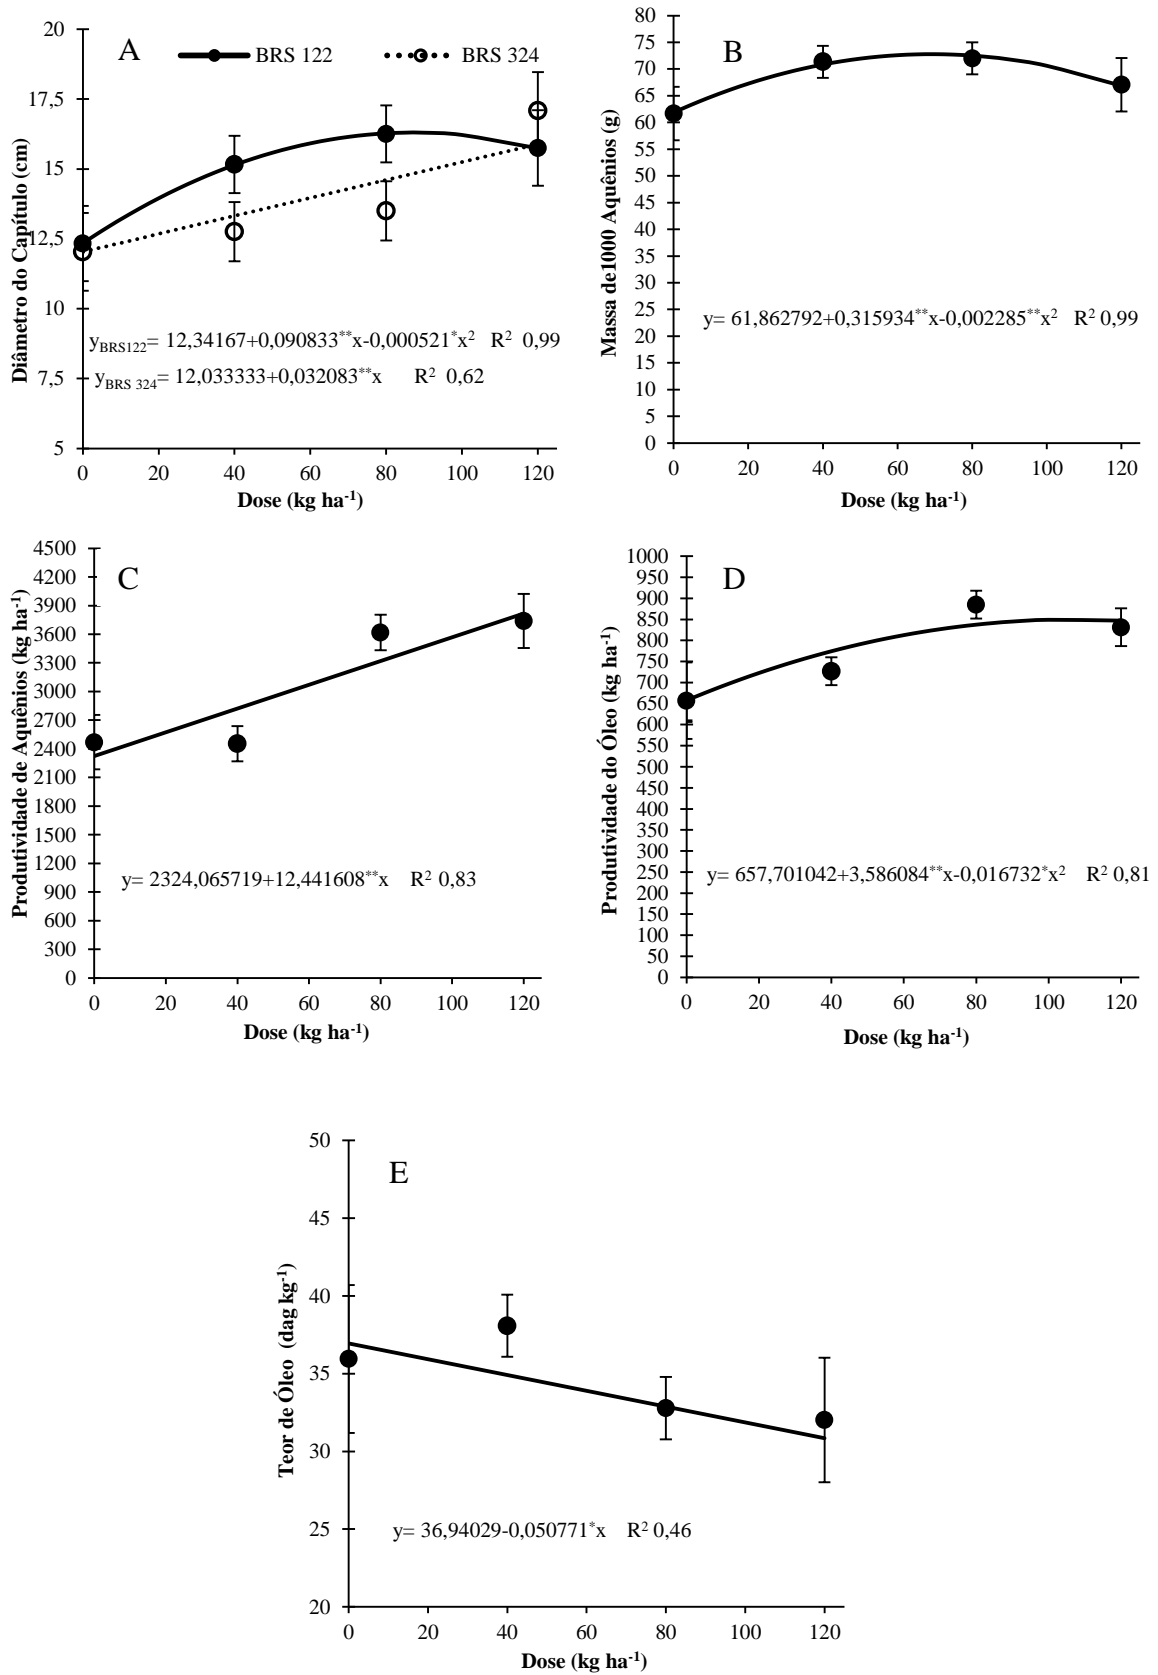 A
BRS 122
BRS 324
20
17,5
15
12,5
10
7,5
5
Diâmetro do Capítulo (cm)
y_BRS122= 12,34167+0,090833**x-0,000521*x² R² 0,99
y_BRS 324= 12,033333+0,032083**x R² 0,62
0 20 40 60 80 100 120
Dose (kg ha⁻¹)
B
80
75
70
65
60
55
50
45
40
35
30
25
20
15
10
5
0
Massa de1000 Aquênios (g)
y= 61,862792+0,315934**x-0,002285**x² R² 0,99
0 20 40 60 80 100 120
Dose (kg ha⁻¹)
C
4500
4200
3900
3600
3300
3000
2700
2400
2100
1800
1500
1200
900
600
300
0
Produtividade de Aquênios (kg ha⁻¹)
y= 2324,065719+12,441608**x R² 0,83
0 20 40 60 80 100 120
Dose (kg ha⁻¹)
D
1000
950
900
850
800
750
700
650
600
550
500
450
400
350
300
250
200
150
100
50
0
Produtividade do Óleo (kg ha⁻¹)
y= 657,701042+3,586084**x-0,016732*x² R² 0,81
0 20 40 60 80 100 120
Dose (kg ha⁻¹)
E
50
45
40
35
30
25
20
Teor de Óleo (dag kg⁻¹)
y= 36,94029-0,050771*x R² 0,46
0 20 40 60 80 100 120
Dose (kg ha⁻¹)